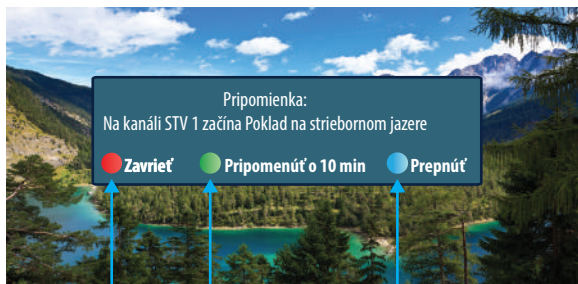 Pripomienka:
Na kanáli STV 1 začína Poklad na striebornom jazere
Zavrieť Pripomenúť o 10 min Prepnúť